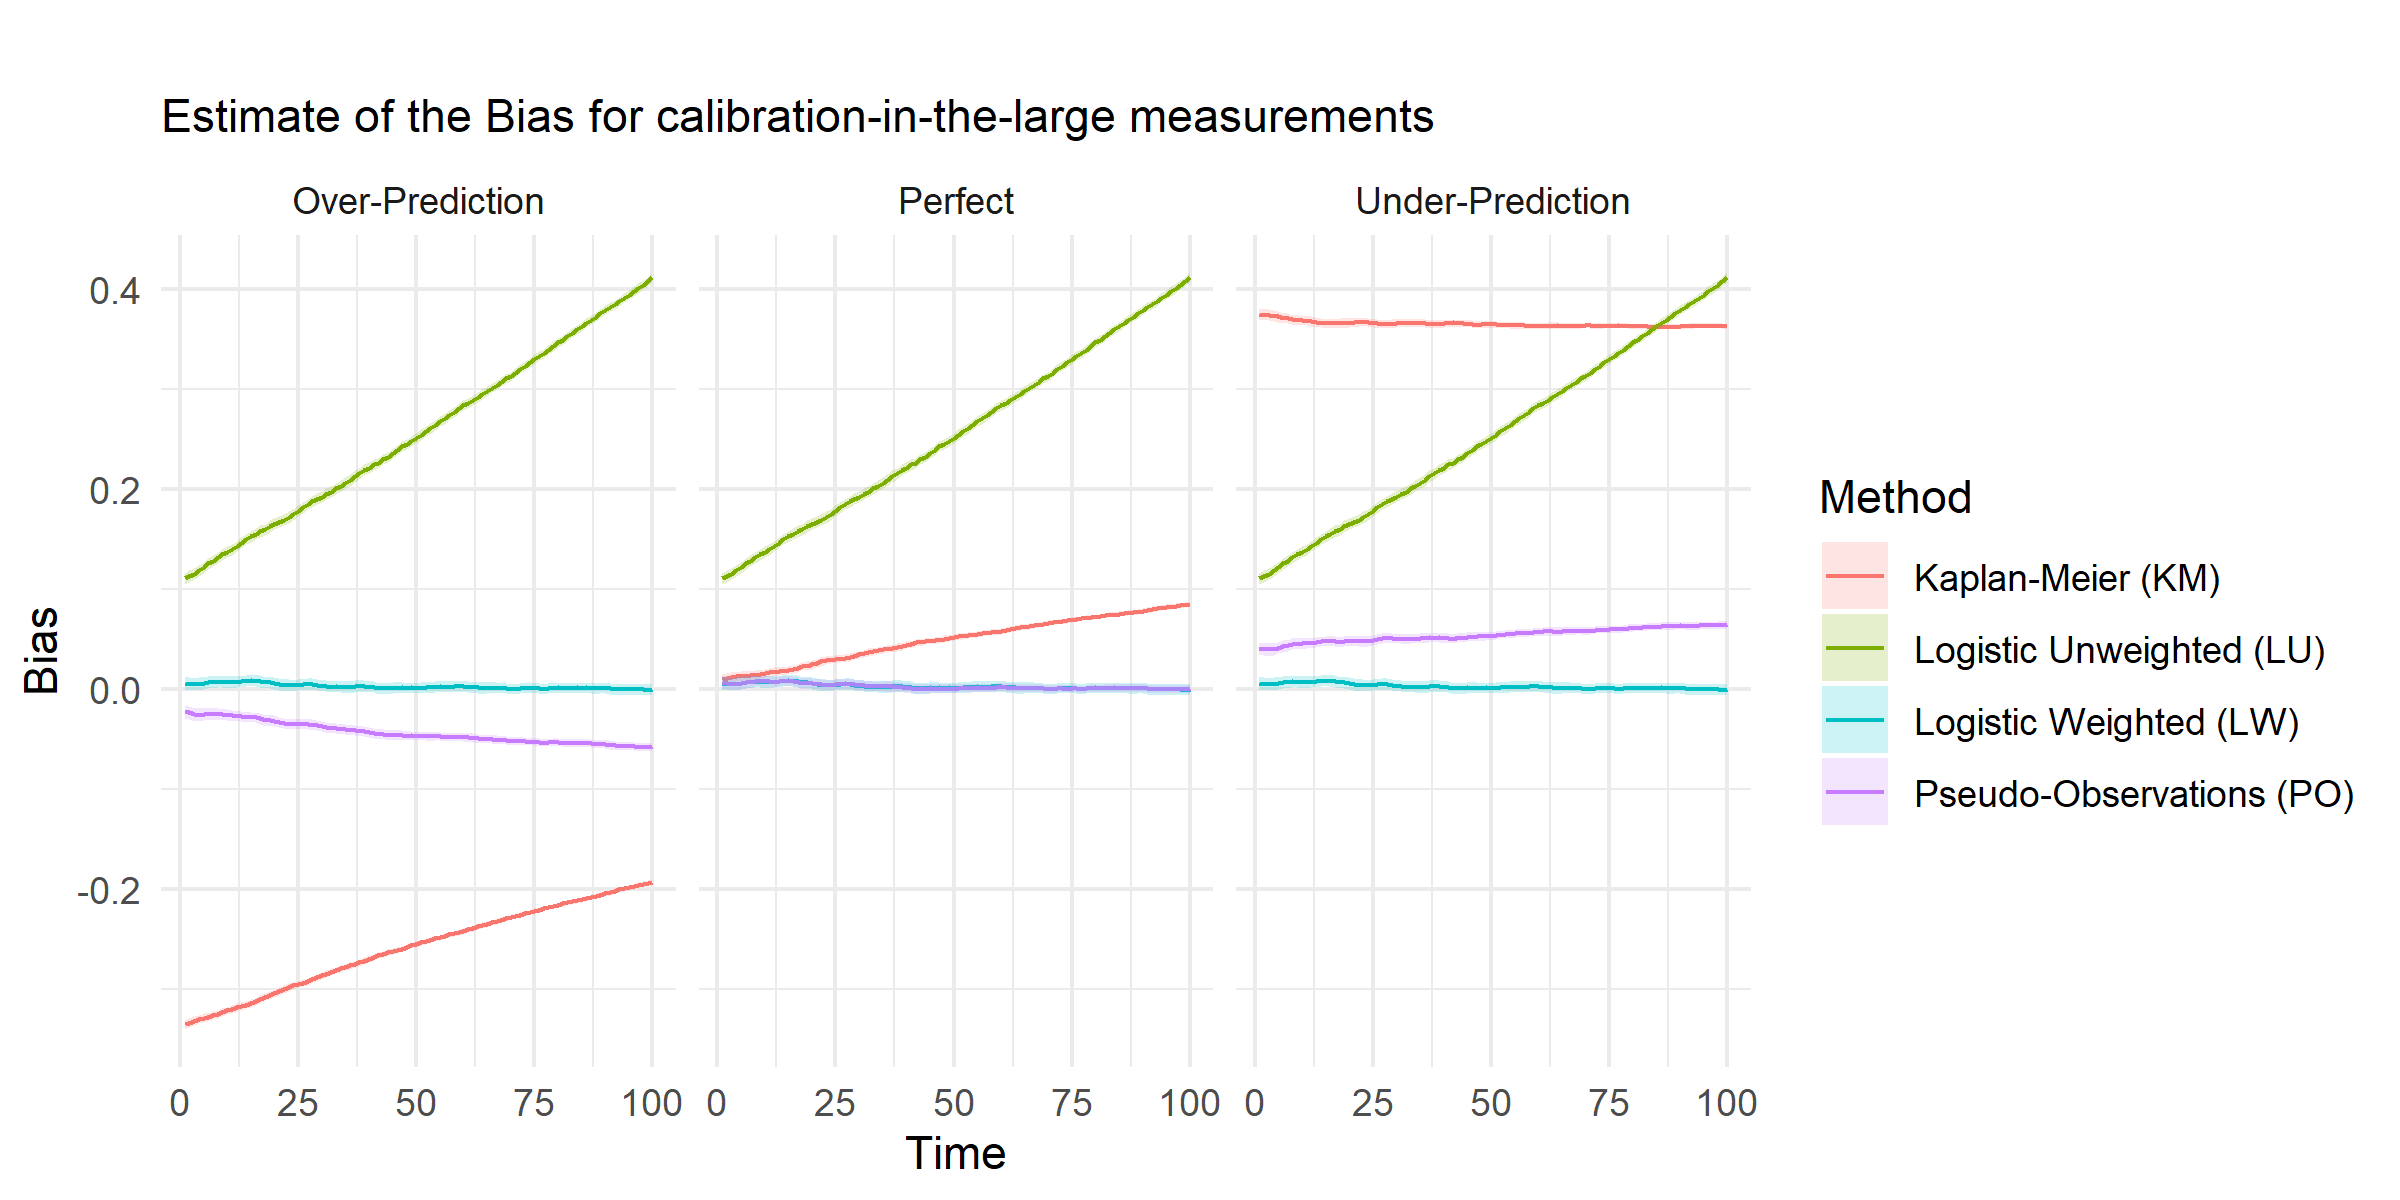 Estimate of the Bias for calibration-in-the-large measurements
Over-Prediction Perfect Under-Prediction
0.4
0.2
0.0
-0.2
Bias
0 25 50 75 100 0 25 50 75 100 0 25 50 75 100
Time
Method
Kaplan-Meier (KM)
Logistic Unweighted (LU)
Logistic Weighted (LW)
Pseudo-Observations (PO)